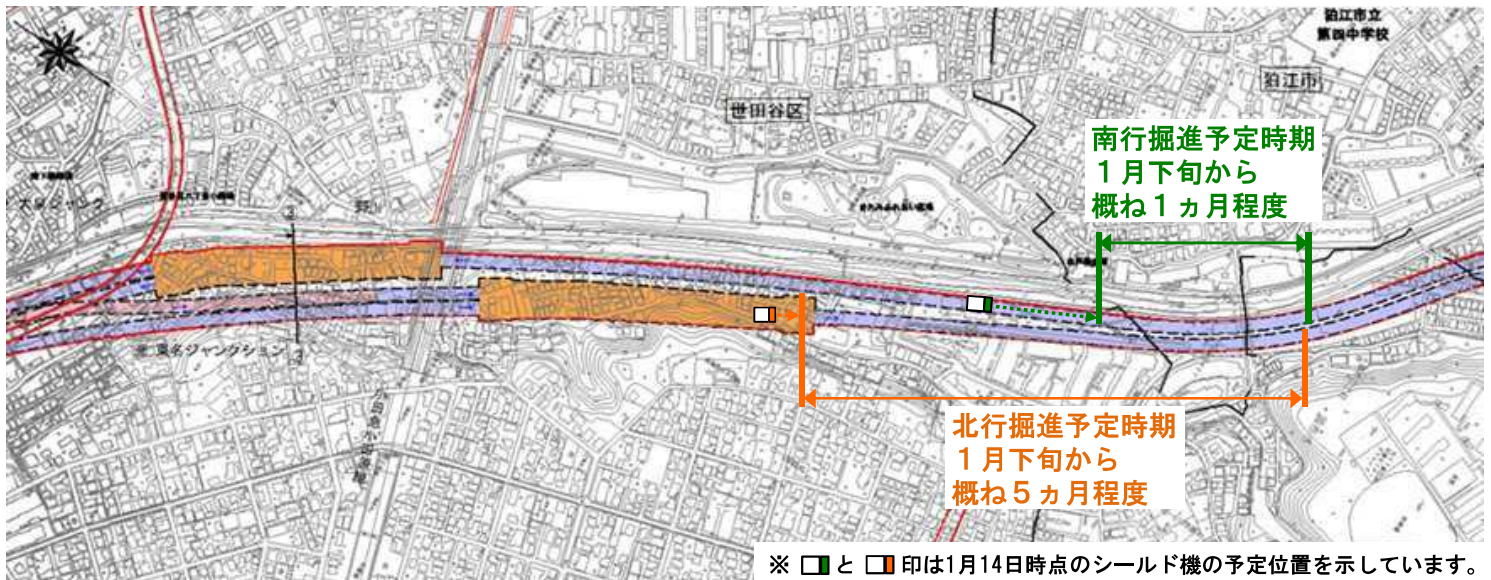 狛江市立
第四中学校
狛江市
世田谷区
南行掘進予定時期
1月下旬から
概ね1ヵ月程度
東名ジャンクション
北行掘進予定時期
1月下旬から
概ね5ヵ月程度
※ と 印は1月14日時点のシールド機の予定位置を示しています。